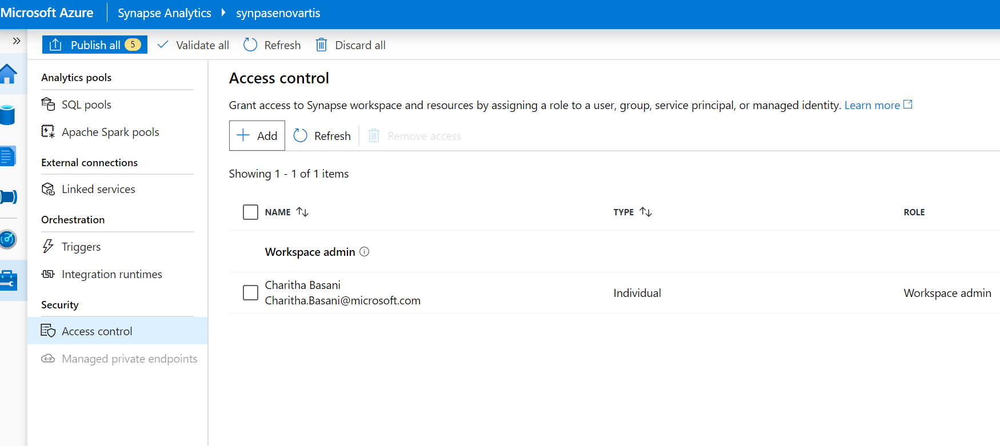 Microsoft Azure Synapse Analytics synpasenovartis
Publish all 5 Validate all Refresh Discard all
Analytics pools
SQL pools
Apache Spark pools
External connections
Linked services
Orchestration
Triggers
Integration runtimes
Security
Access control
Managed private endpoints
Access control
Grant access to Synapse workspace and resources by assigning a role to a user, group, service principal, or managed identity. Learn more
Add Refresh Remove access
Showing 1 - 1 of 1 items
NAME TYPE ROLE
Workspace admin
Charitha Basani
Charitha.Basani@microsoft.com Individual Workspace admin